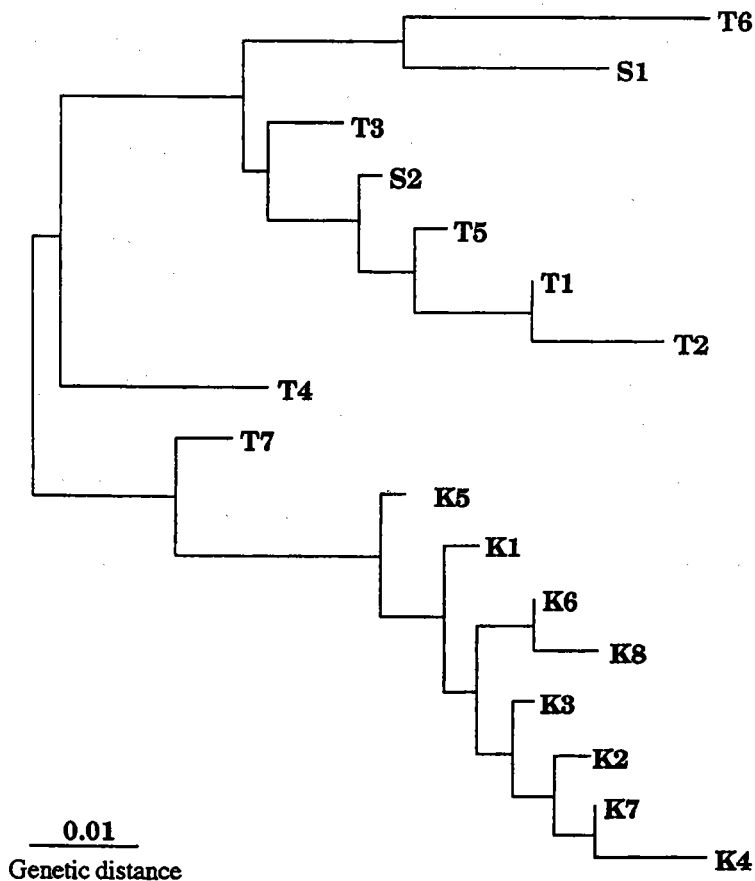 T6
S1
T3
S2
T5
T1
T2
T4
T7
K5
K1
K6
K8
K3
K2
K7
K4
0.01
Genetic distance